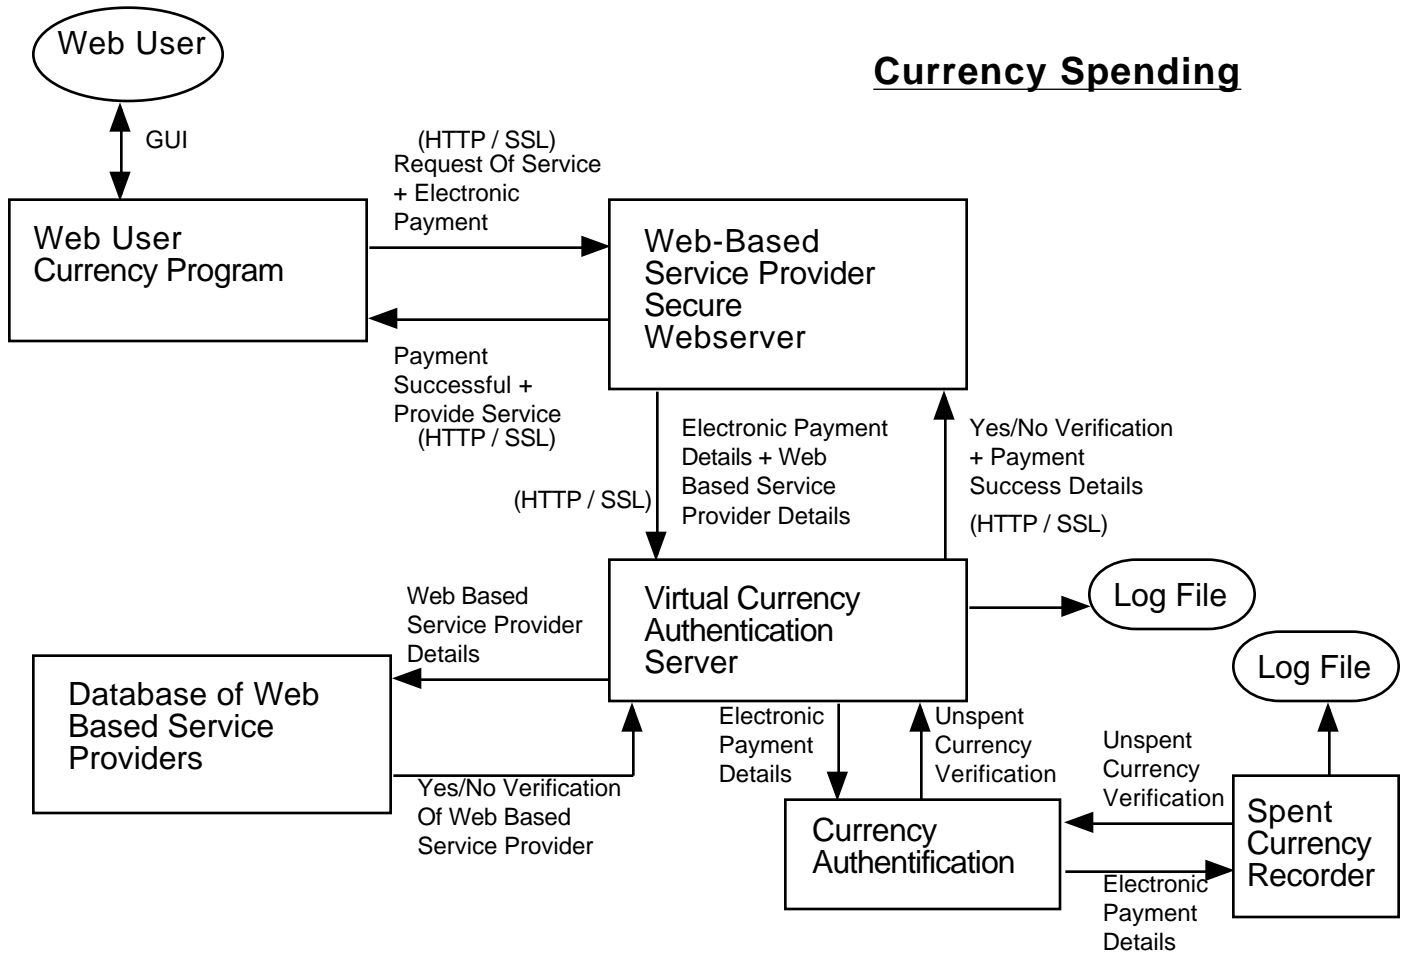 Web User
Currency Spending
GUI
(HTTP / SSL)
Request Of Service
+ Electronic
Payment
Web User
Currency Program
Web-Based
Service Provider
Secure
Webserver
Payment
Successful +
Provide Service
(HTTP / SSL)
(HTTP / SSL)
Electronic Payment
Details + Web
Based Service
Provider Details
Yes/No Verification
+ Payment
Success Details
(HTTP / SSL)
Web Based
Service Provider
Details
Virtual Currency
Authentication
Server
Log File
Log File
Database of Web
Based Service
Providers
Yes/No Verification
Of Web Based
Service Provider
Electronic
Payment
Details
Unspent
Currency
Verification
Unspent
Currency
Verification
Currency
Authentification
Spent
Currency
Recorder
Electronic
Payment
Details